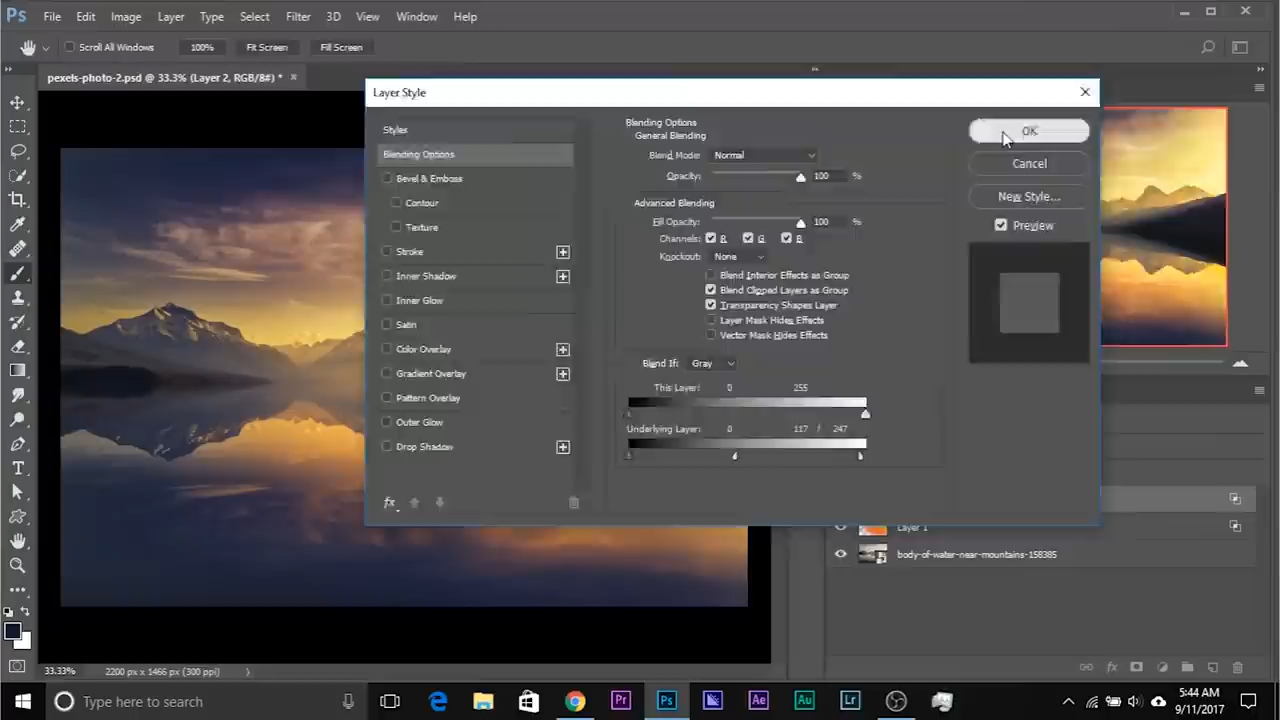 Ps File Edit Image Layer Type Select Filter 3D View Window Help
Scroll All Windows 100% Fit Screen Fill Screen
pexels-photo-2.psd @ 33.3% (Layer 2, RGB/8#) *
Layer Style
Styles
Blending Options
Bevel & Emboss
Contour
Texture
Stroke
Inner Shadow
Inner Glow
Satin
Color Overlay
Gradient Overlay
Pattern Overlay
Outer Glow
Drop Shadow
fx
Blending Options
General Blending
Blend Mode: Normal
Opacity: 100 %
Advanced Blending
Fill Opacity: 100 %
Channels: R G B
Knockout: None
Blend Interior Effects as Group
Blend Clipped Layers as Group
Transparency Shapes Layer
Layer Mask Hides Effects
Vector Mask Hides Effects
Blend If: Gray
This Layer: 0 255
Underlying Layer: 0 117 / 247
OK
Cancel
New Style...
Preview
Layer 1
body-of-water-near-mountains-158385
fx
33.33% 2200 px x 1466 px (300 ppi)
Type here to search
Pr Ps Ae Au Lr
5:44 AM
9/11/2017